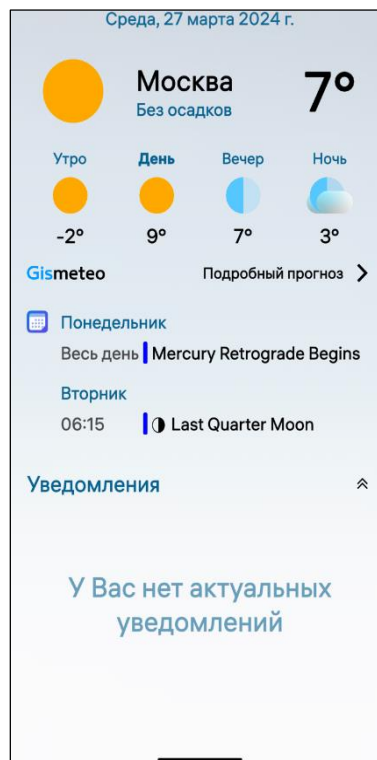 Среда, 27 марта 2024 г.
Москва 7°
Без осадков
Утро День Вечер Ночь
-2° 9° 7° 3°
Gismeteo Подробный прогноз
Понедельник
Весь день Mercury Retrograde Begins
Вторник
06:15 Last Quarter Moon
Уведомления
У Вас нет актуальных
уведомлений